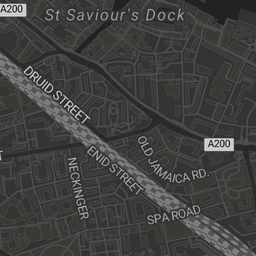 A200
St Saviour's Dock
DRUID STREET
A200
OLD JAMAICA RD.
ENID STREET
NECKINGER
SPA ROAD